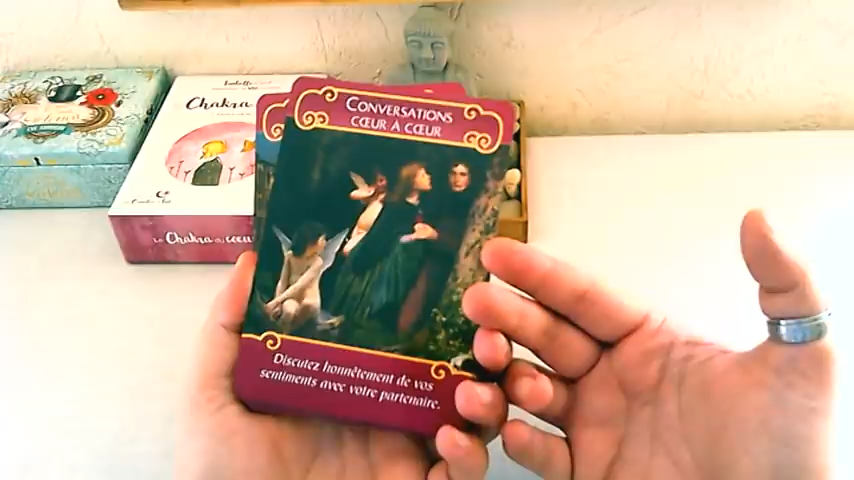 Chakra
Le Chakra du cœur
CONVERSATIONS
CŒUR À CŒUR
Discutez honnêtement de vos
sentiments avec votre partenaire.